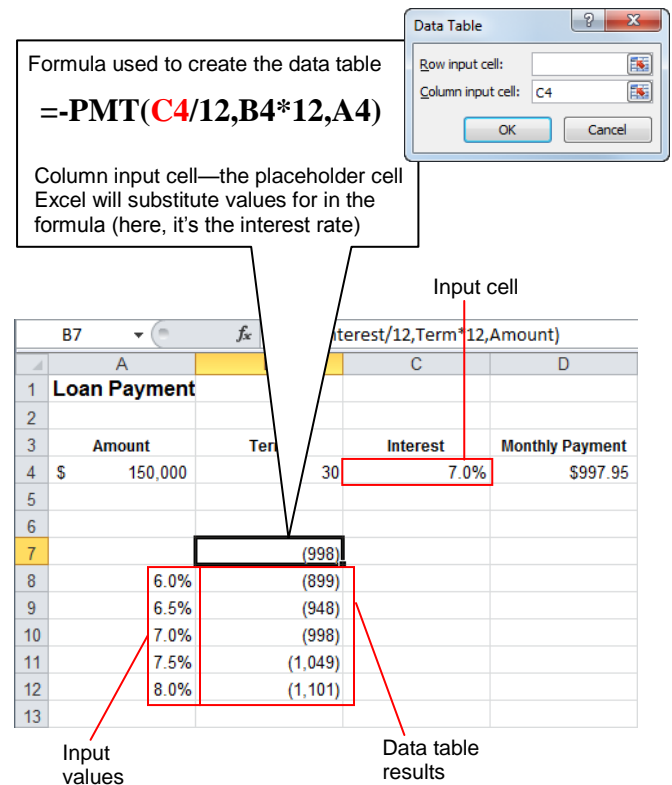 Data Table
Row input cell:
Column input cell: C4
OK Cancel
Formula used to create the data table
=-PMT(C4/12,B4*12,A4)
Column input cell—the placeholder cell
Excel will substitute values for in the
formula (here, it's the interest rate)
Input cell
B7 fx terest/12,Term*12,Amount)
A C D
1 Loan Payment
2
3 Amount Ter Interest Monthly Payment
4 $ 150,000 30 7.0% $997.95
5
6
7 (998)
8 6.0% (899)
9 6.5% (948)
10 7.0% (998)
11 7.5% (1,049)
12 8.0% (1,101)
13
Input
values
Data table
results